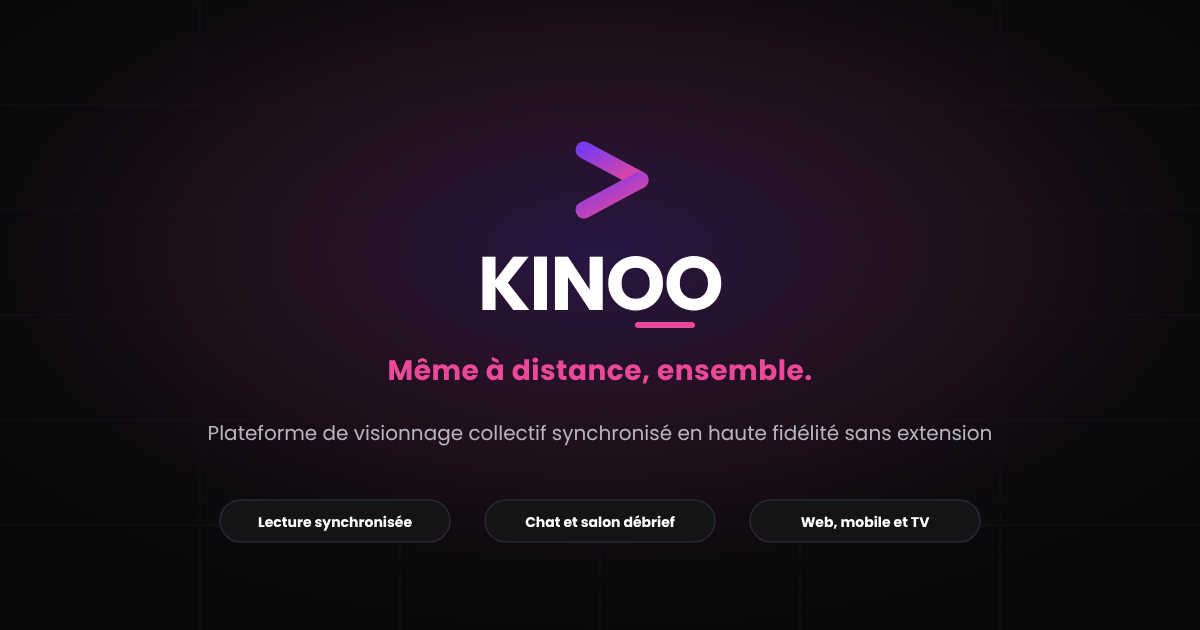 KINOO
Même à distance, ensemble.
Plateforme de visionnage collectif synchronisé en haute fidélité sans extension
Lecture synchronisée
Chat et salon débrief
Web, mobile et TV